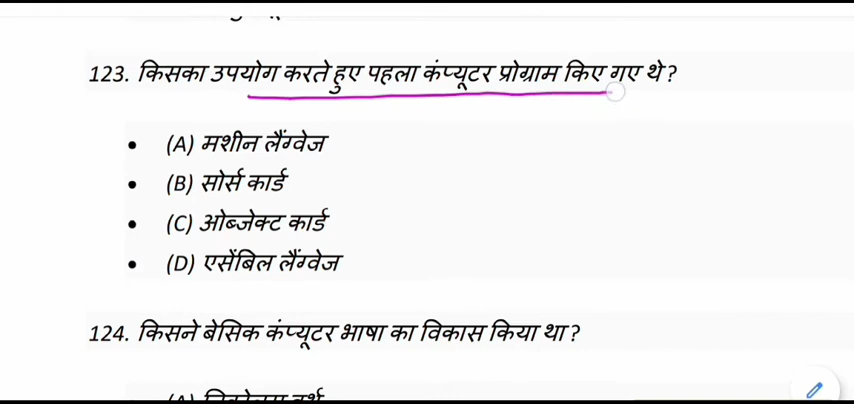 123. किसका उपयोग करते हुए पहला कंप्यूटर प्रोग्राम किए गए थे?
• (A) मशीन लैंग्वेज
• (B) सोर्स कार्ड
• (C) ओब्जेक्ट कार्ड
• (D) एसेंबिल लैंग्वेज
124. किसने बेसिक कंप्यूटर भाषा का विकास किया था?